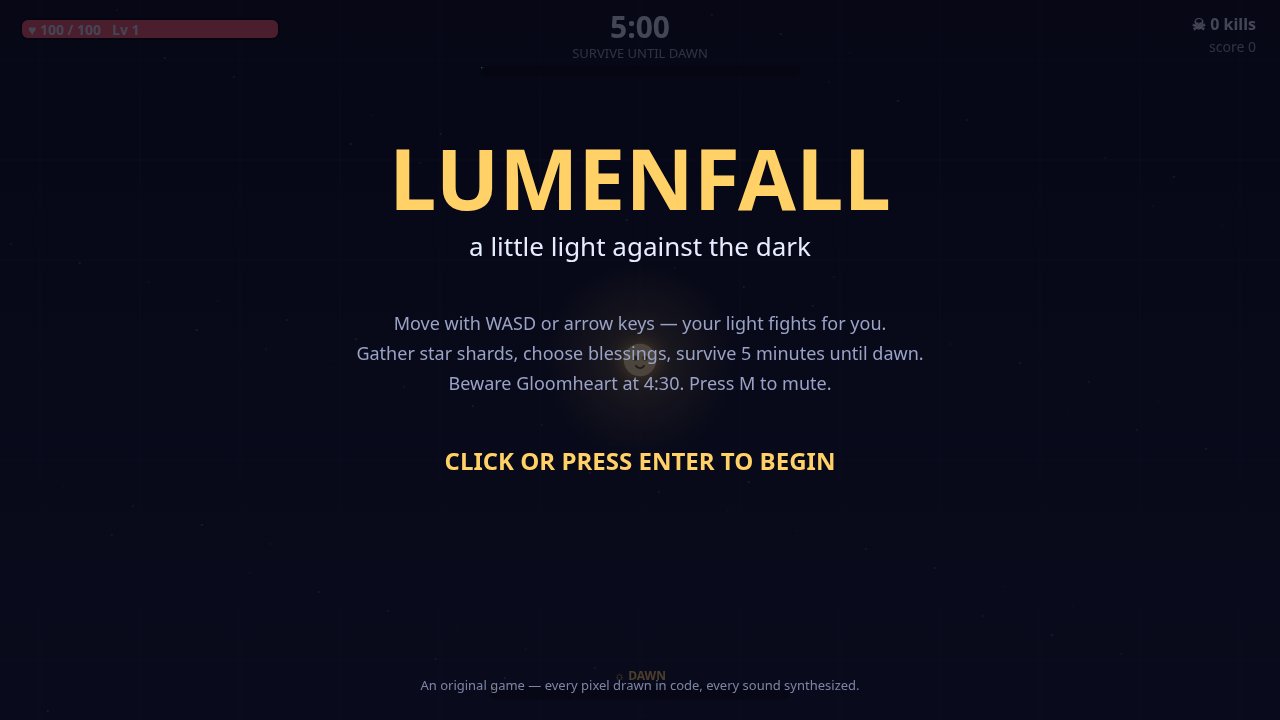 ♥ 100 / 100 Lv 1
5:00
SURVIVE UNTIL DAWN
☠ 0 kills
score 0
LUMENFALL
a little light against the dark
Move with WASD or arrow keys — your light fights for you.
Gather star shards, choose blessings, survive 5 minutes until dawn.
Beware Gloomheart at 4:30. Press M to mute.
CLICK OR PRESS ENTER TO BEGIN
☼ DAWN
An original game — every pixel drawn in code, every sound synthesized.